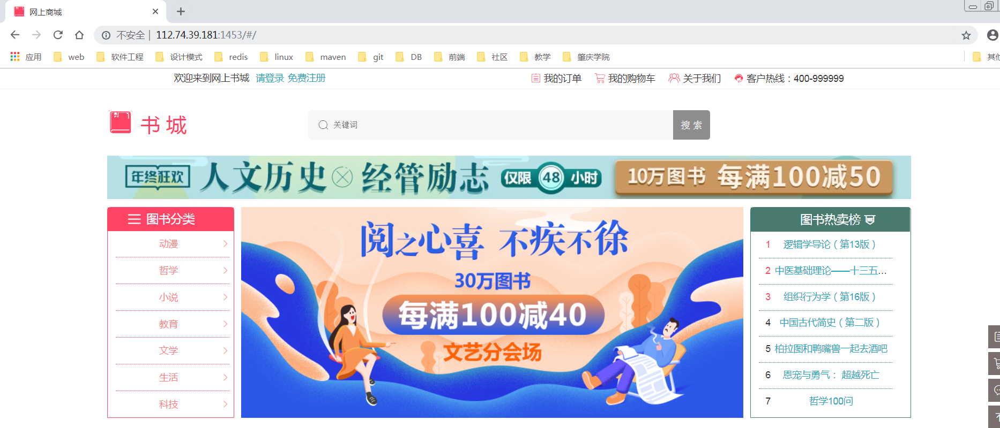 网上商城
不安全 | 112.74.39.181:1453/#/
应用 web 软件工程 设计模式 redis linux maven git DB 前端 社区 教学 肇庆学院 其他
欢迎来到网上书城 请登录 免费注册 我的订单 我的购物车 关于我们 客户热线：400-999999
书 城
关键词
搜 索
年终狂欢 人文历史 × 经管励志 仅限 48 小时 10万图书 每满100减50
图书分类
动漫
哲学
小说
教育
文学
生活
科技
阅之心喜 不疾不徐
30万图书
每满100减40
文艺分会场
图书热卖榜
1 逻辑学导论（第13版）
2 中医基础理论——十三五...
3 组织行为学（第16版）
4 中国古代简史（第二版）
5 柏拉图和鸭嘴兽一起去酒吧
6 恩宠与勇气： 超越死亡
7 哲学100问